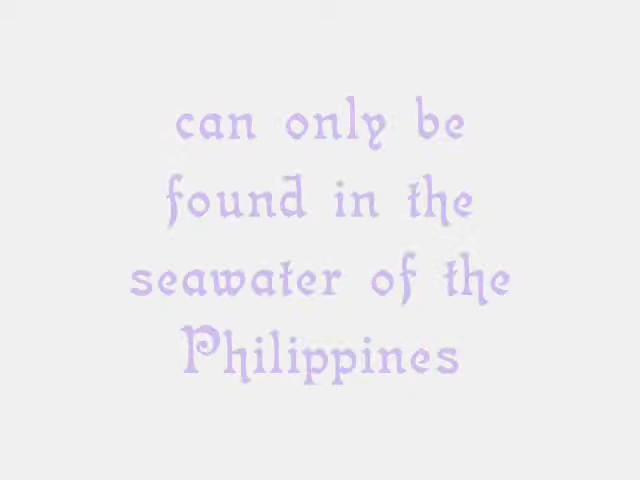 can only be
found in the
seawater of the
Philippines